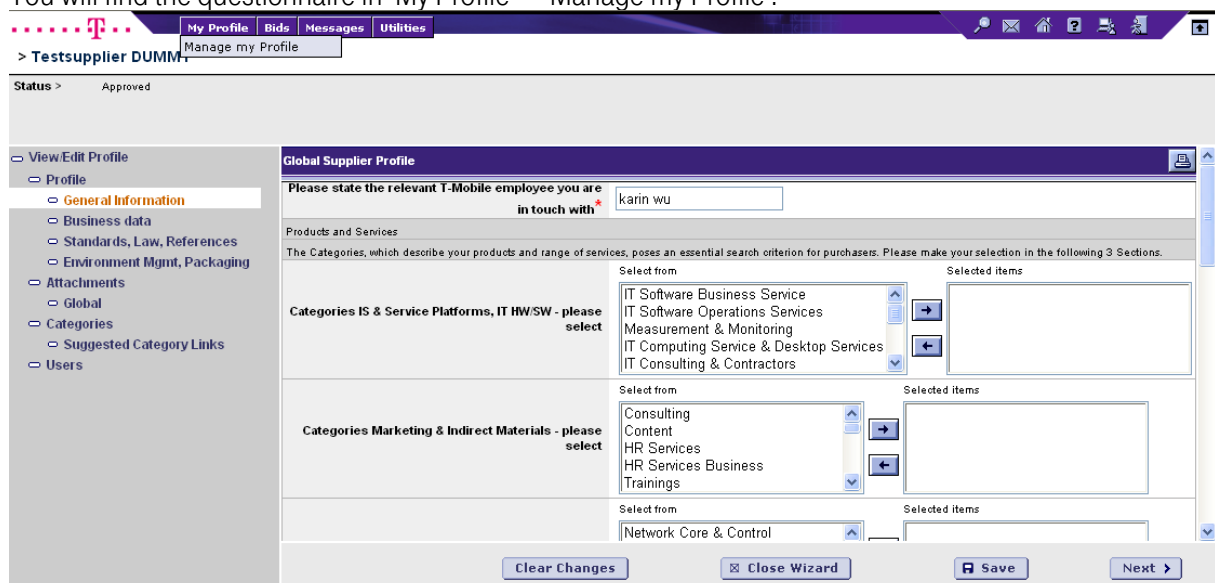 You will find the questionnaire in 'My Profile' – 'Manage my Profile'.
My Profile Bids Messages Utilities
Manage my Profile
> Testsupplier DUMMY
Status > Approved
View/Edit Profile
Profile
General Information
Business data
Standards, Law, References
Environment Mgmt, Packaging
Attachments
Global
Categories
Suggested Category Links
Users
Global Supplier Profile
Please state the relevant T-Mobile employee you are
in touch with*
karin wu
Products and Services
The Categories, which describe your products and range of services, poses an essential search criterion for purchasers. Please make your selection in the following 3 Sections.
Select from
Selected items
Categories IS & Service Platforms, IT HW/SW - please
select
IT Software Business Service
IT Software Operations Services
Measurement & Monitoring
IT Computing Service & Desktop Services
IT Consulting & Contractors
Select from
Selected items
Categories Marketing & Indirect Materials - please
select
Consulting
Content
HR Services
HR Services Business
Trainings
Select from
Selected items
Network Core & Control
Clear Changes
Close Wizard
Save
Next >